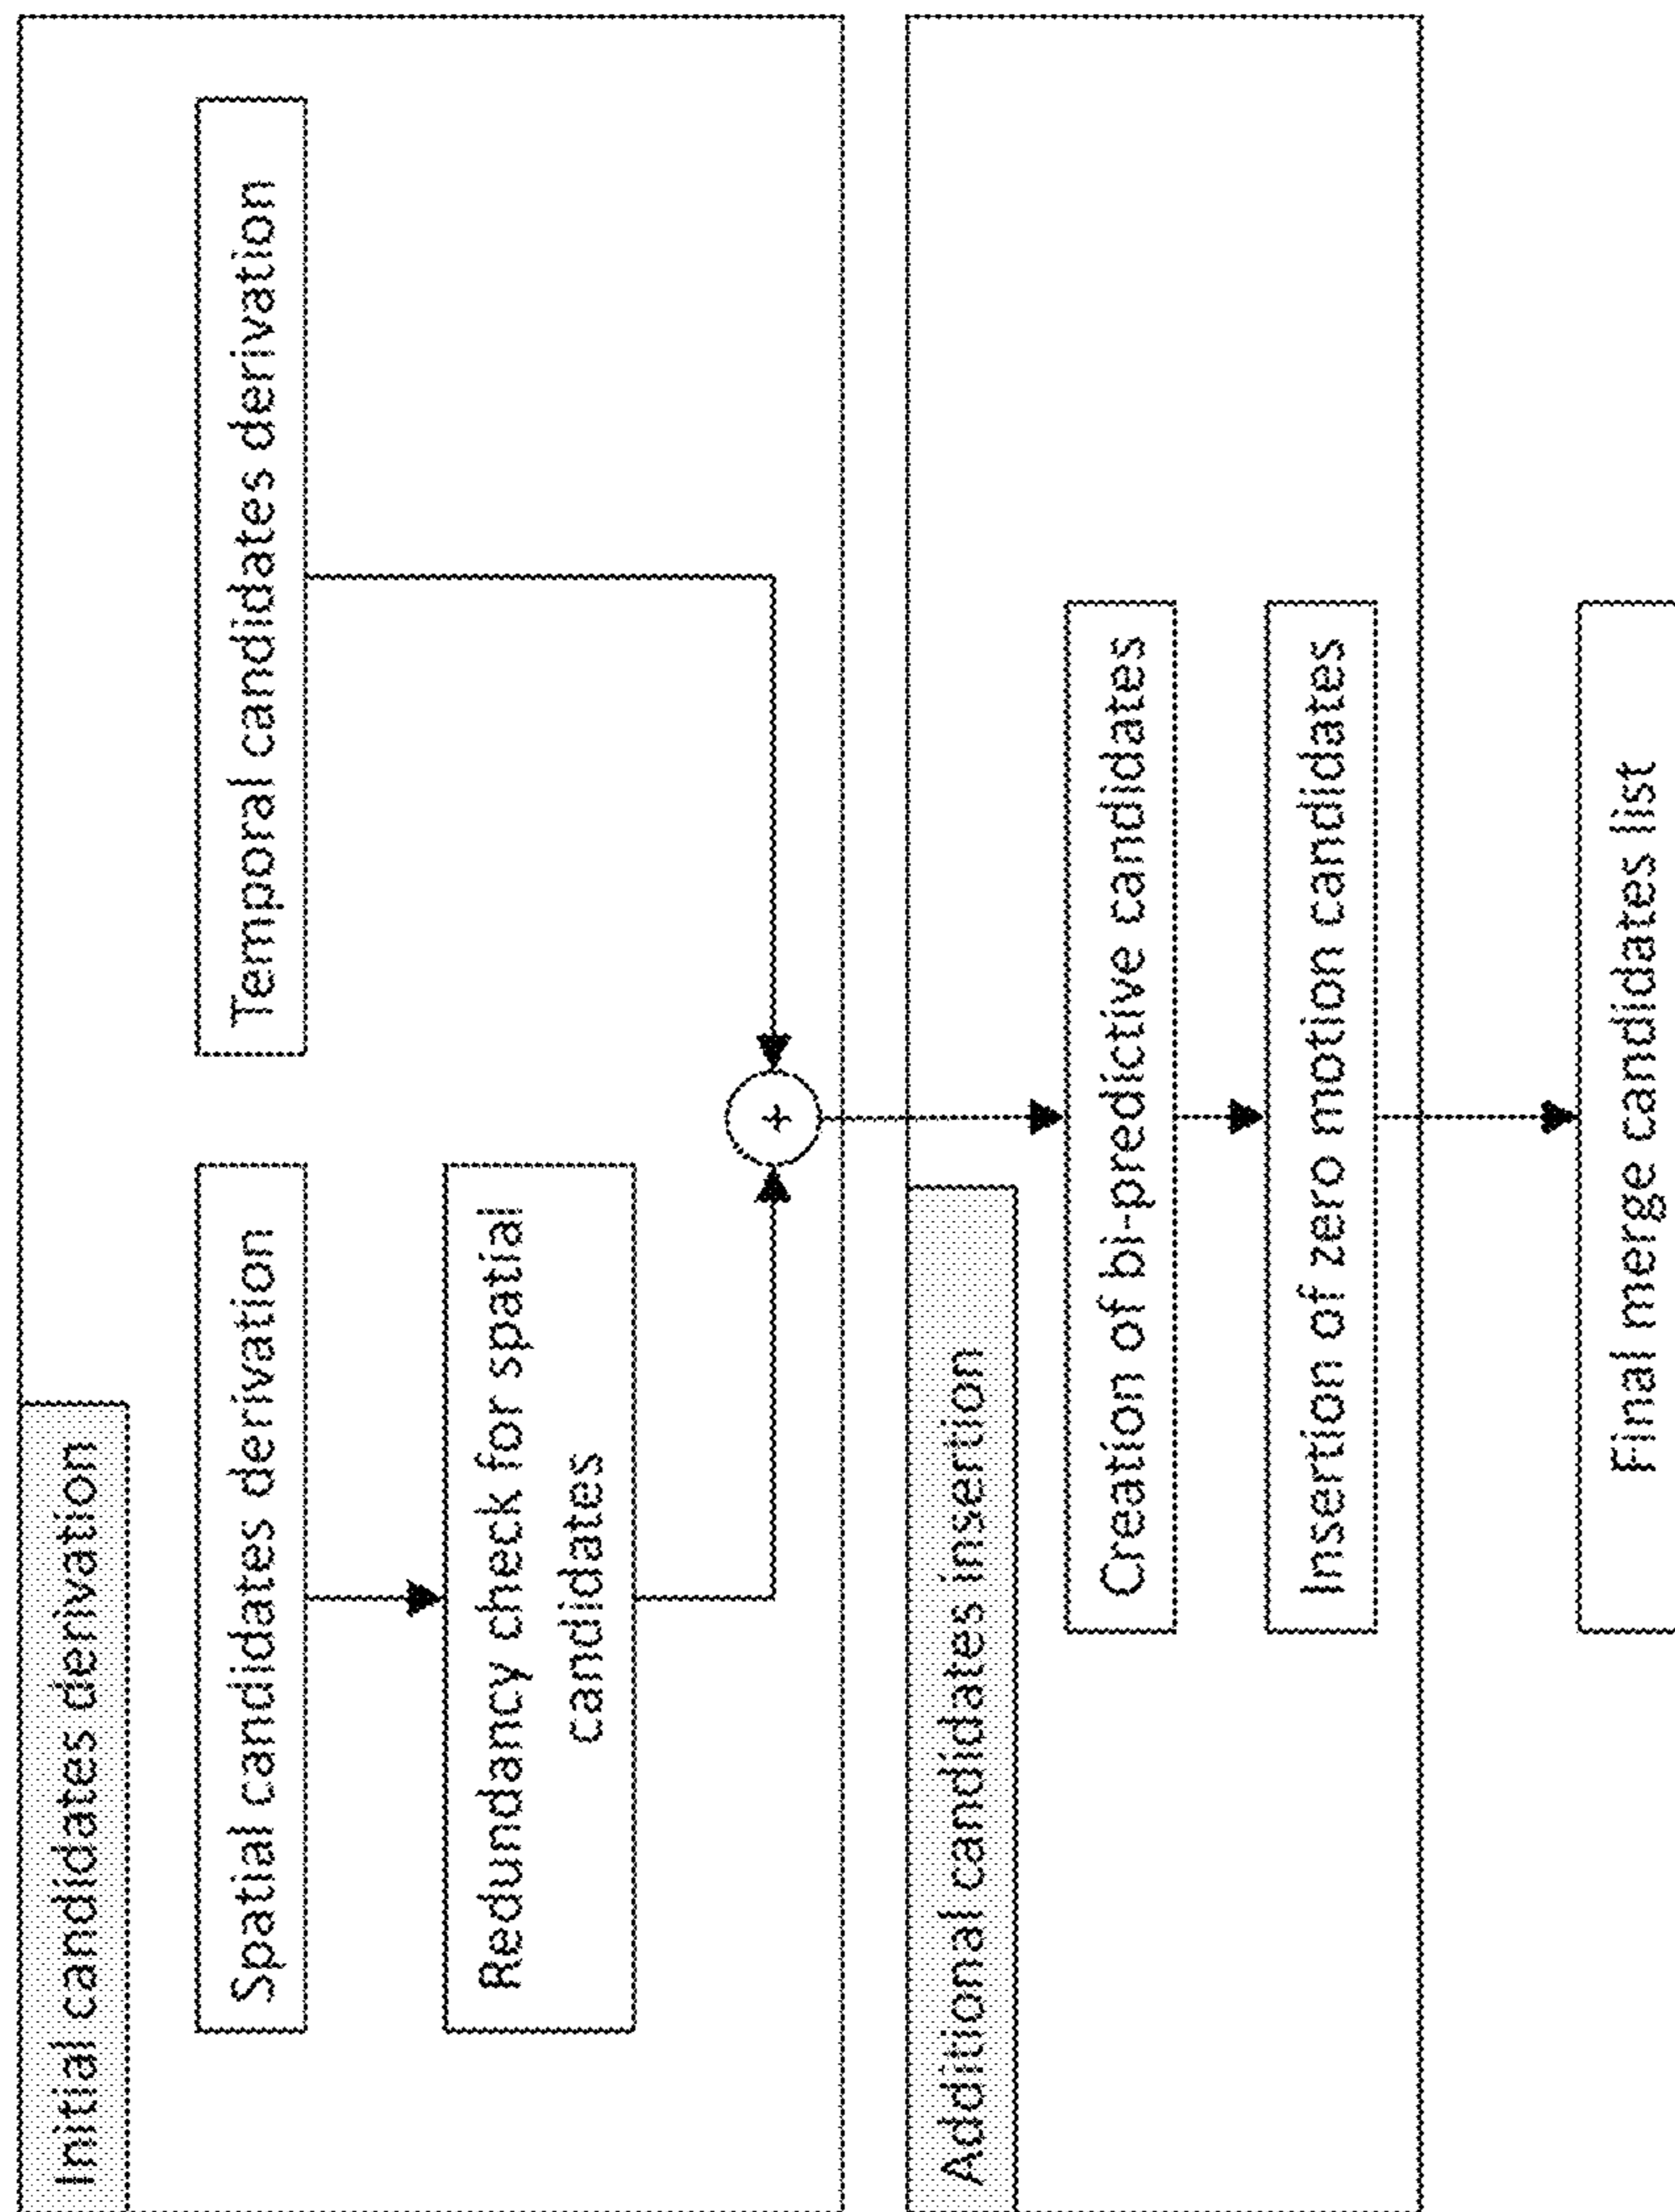 Initial candidates derivation
Spatial candidates derivation
Temporal candidates derivation
Redundancy check for spatial
candidates
+
Additional candidates insertion
Creation of bi-predictive candidates
Insertion of zero motion candidates
Final merge candidates list